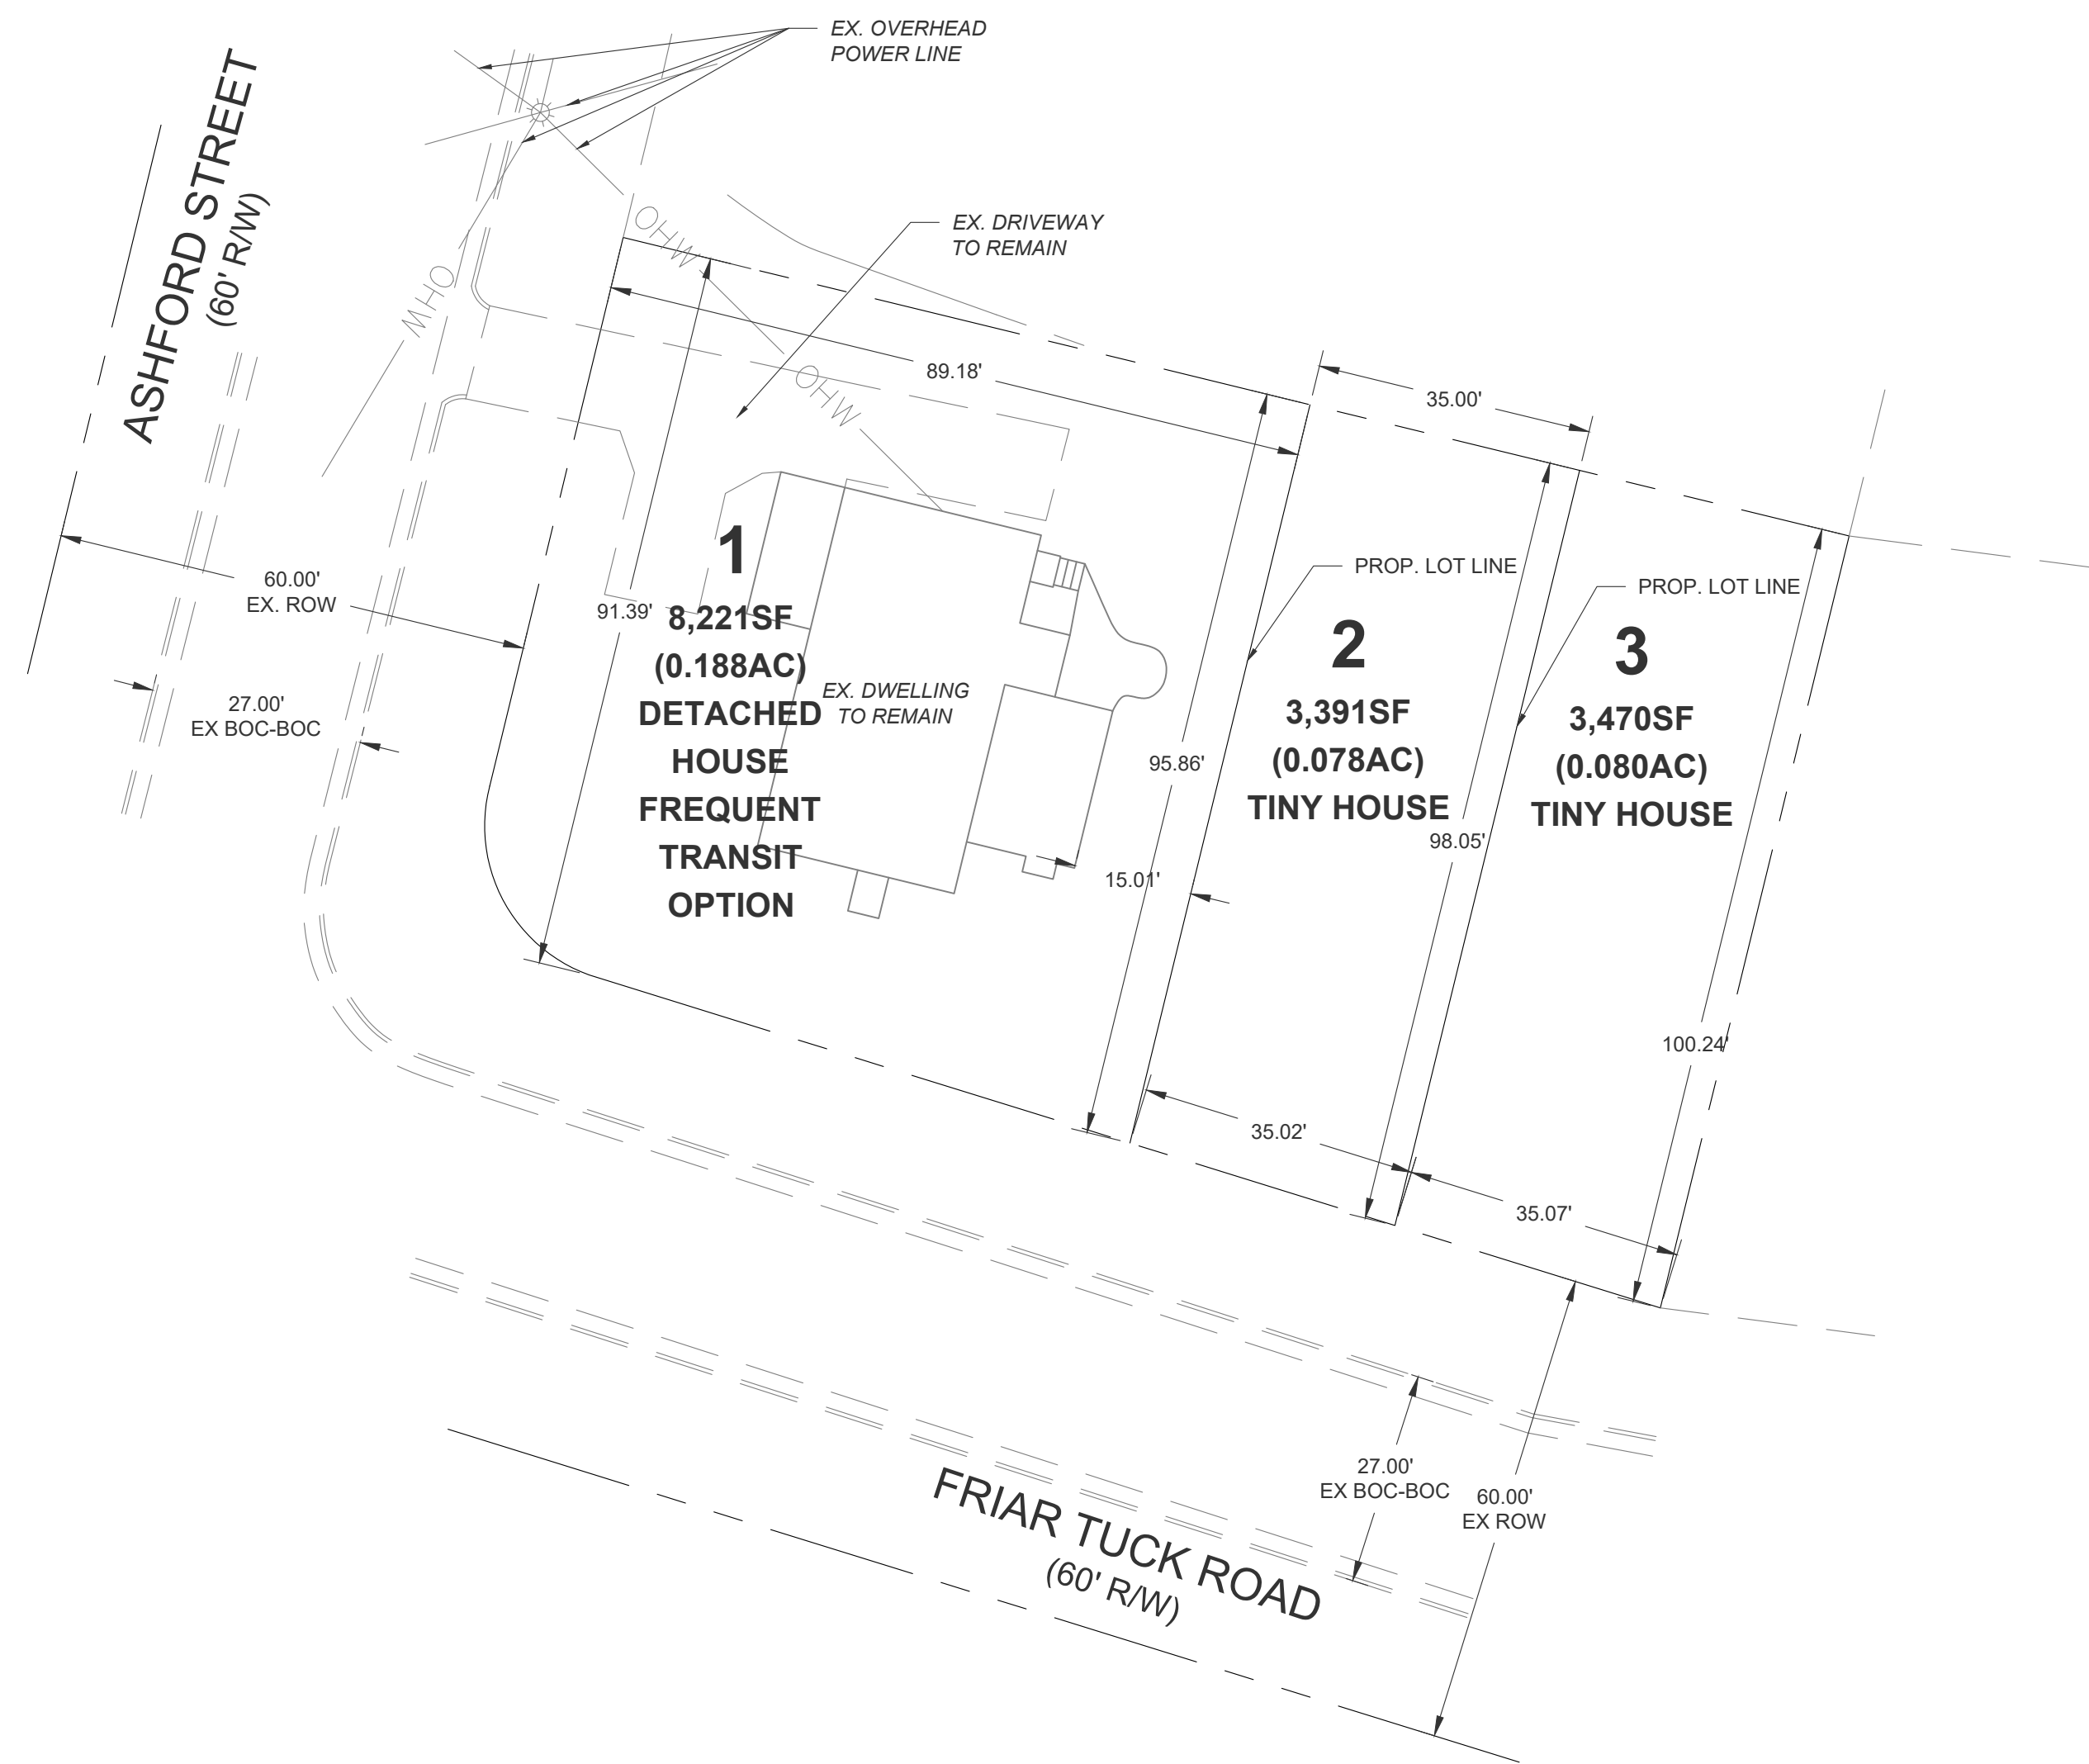 EX. OVERHEAD
POWER LINE
ASHFORD STREET
(60' R/W)
OHW
EX. DRIVEWAY
TO REMAIN
OHW
OHW
89.18'
35.00'
PROP. LOT LINE
PROP. LOT LINE
60.00'
EX. ROW
27.00'
EX BOC-BOC
91.39'
1
8,221SF
(0.188AC)
DETACHED
HOUSE
FREQUENT
TRANSIT
OPTION
EX. DWELLING
TO REMAIN
2
3,391SF
(0.078AC)
TINY HOUSE
3
3,470SF
(0.080AC)
TINY HOUSE
95.86'
98.05'
15.01'
100.24'
35.02'
35.07'
27.00'
EX BOC-BOC
60.00'
EX ROW
FRIAR TUCK ROAD
(60' R/W)